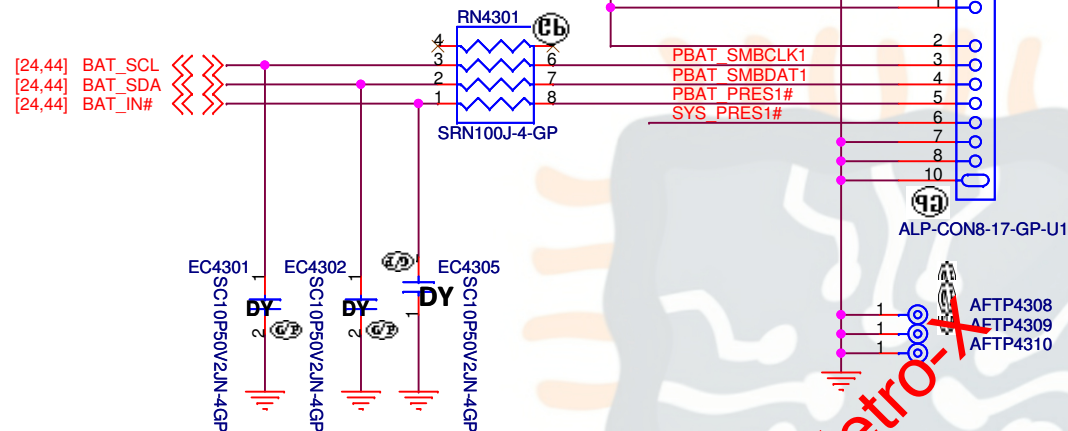 RN4301
1
2
[24,44] BAT_SCL
[24,44] BAT_SDA
[24,44] BAT_IN#
4
3 6
2 7
1 8
SRN100J-4-GP
PBAT_SMBCLK1
PBAT_SMBDAT1
PBAT_PRES1#
SYS_PRES1#
3
4
5
6
7
8
10
ALP-CON8-17-GP-U1
EC4301
SC10P50V2JN-4GP
1
DY
2
EC4302
SC10P50V2JN-4GP
1
DY
2
EC4305
SC10P50V2JN-4GP
DY
1
1
1
1
AFTP4308
AFTP4309
AFTP4310
etro-X